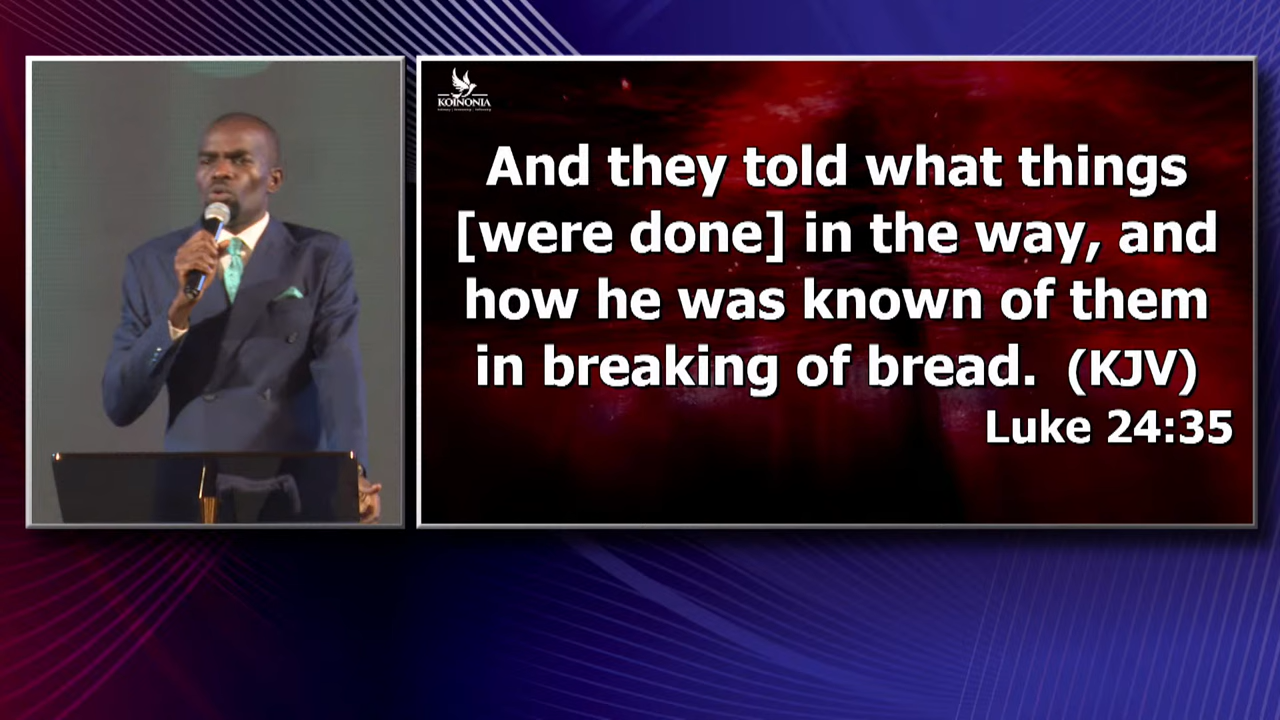 KOINONIA
And they told what things
[were done] in the way, and
how he was known of them
in breaking of bread. (KJV)
Luke 24:35